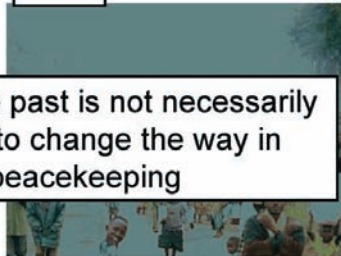 past is not necessarily
to change the way in
peacekeeping